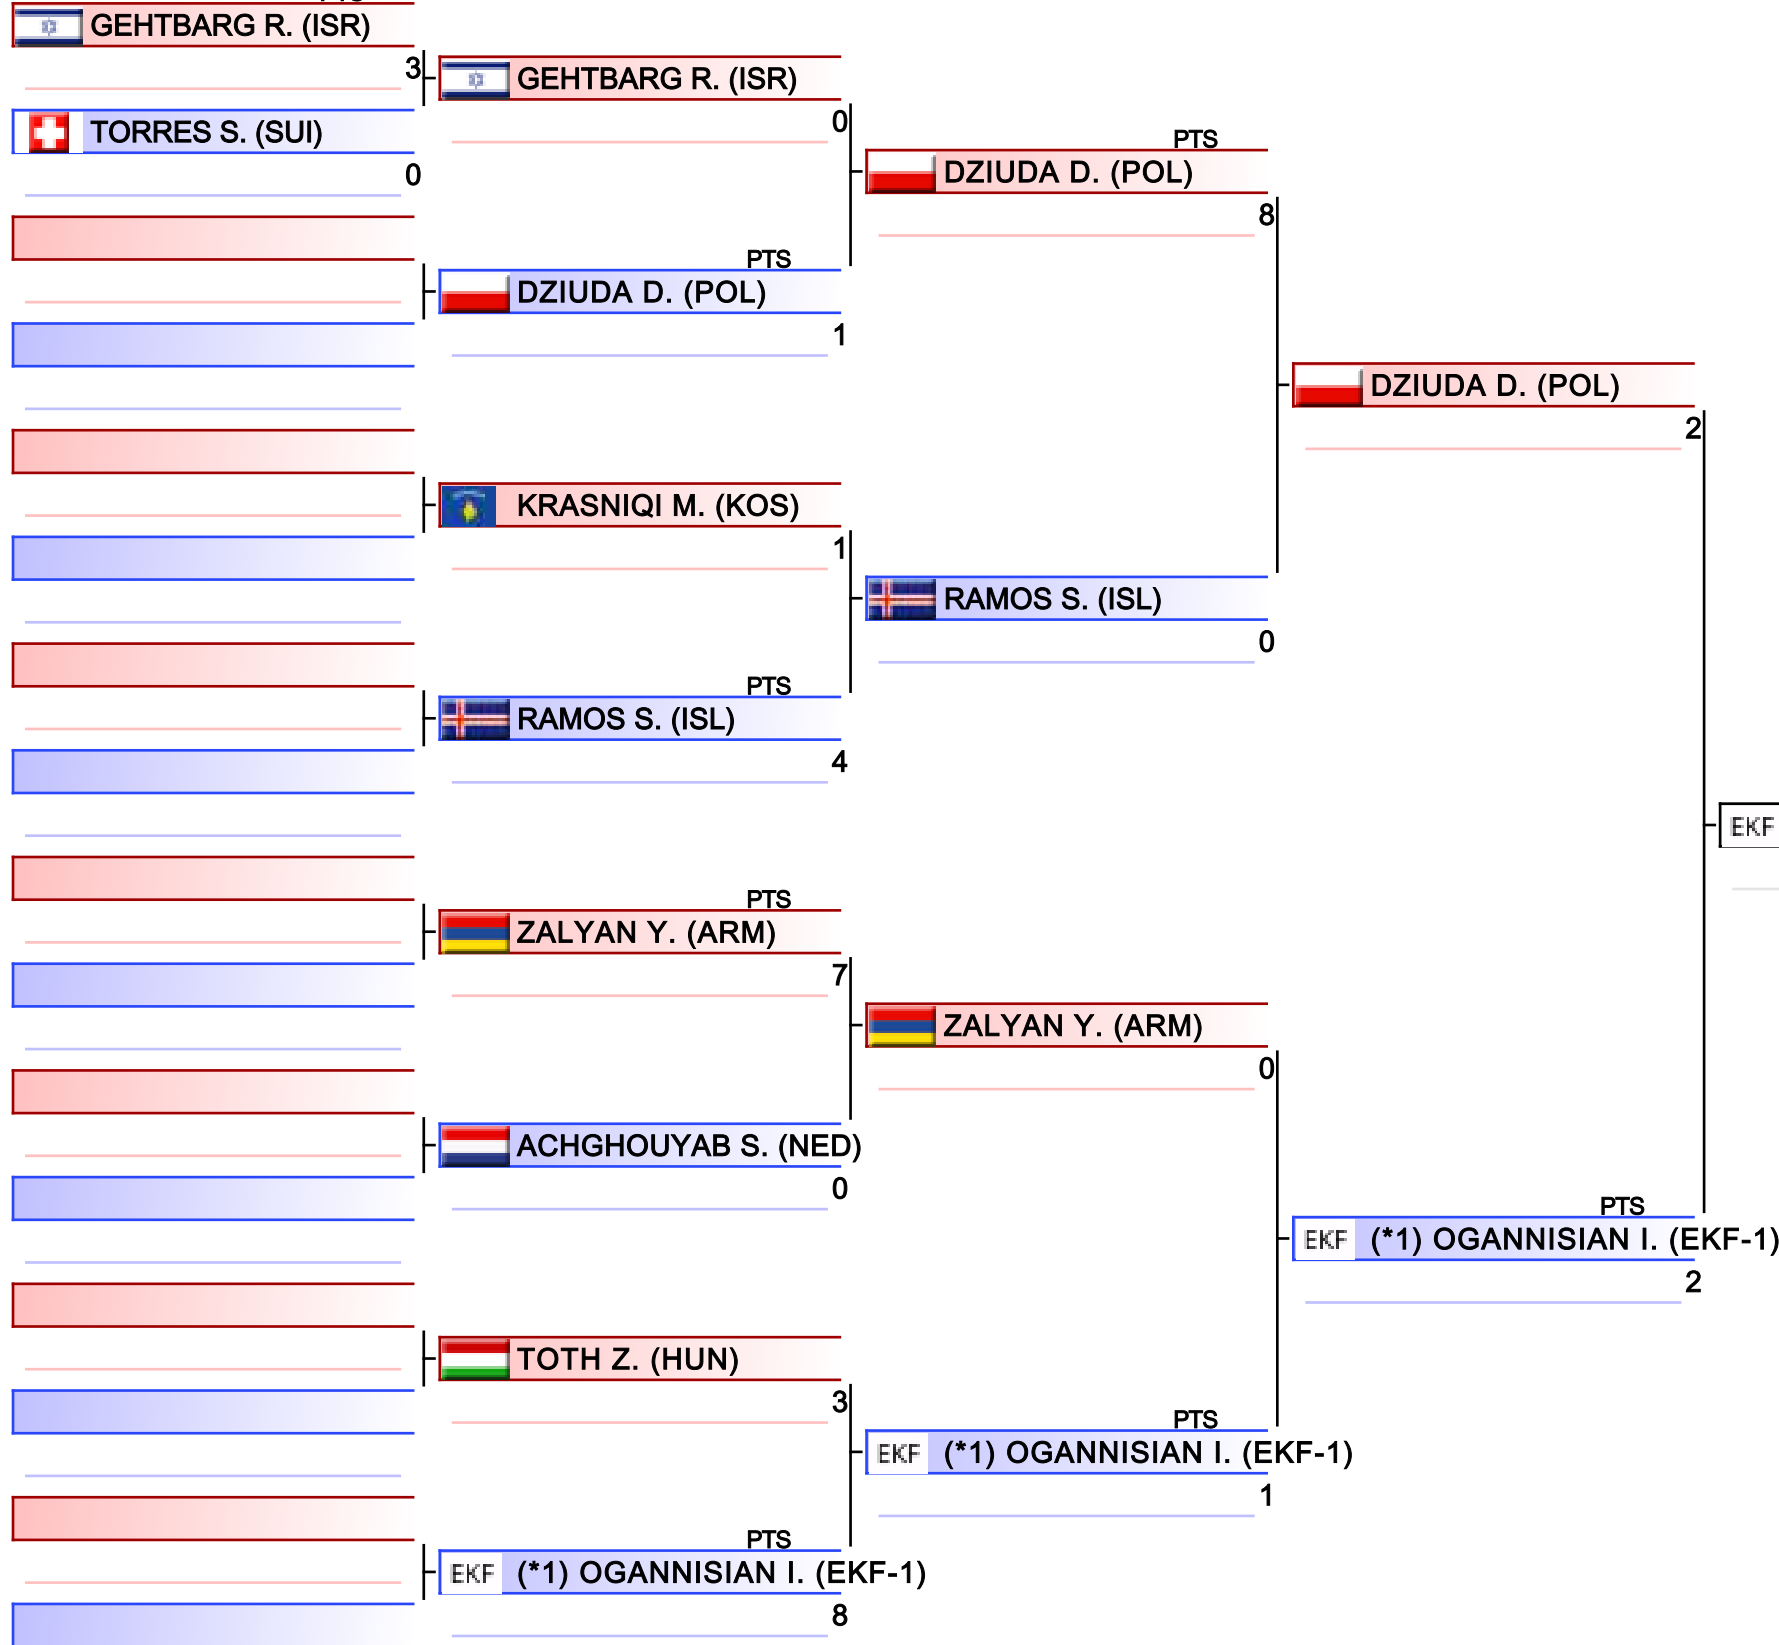 GEHTBARG R. (ISR)
3
TORRES S. (SUI)
0
GEHTBARG R. (ISR)
0
PTS
DZIUDA D. (POL)
1
KRASNIQI M. (KOS)
1
PTS
RAMOS S. (ISL)
4
PTS
ZALYAN Y. (ARM)
7
ACHGHOUYAB S. (NED)
0
TOTH Z. (HUN)
3
PTS
EKF (*1) OGANNISIAN I. (EKF-1)
8
PTS
DZIUDA D. (POL)
8
RAMOS S. (ISL)
0
ZALYAN Y. (ARM)
0
PTS
EKF (*1) OGANNISIAN I. (EKF-1)
1
DZIUDA D. (POL)
2
PTS
EKF (*1) OGANNISIAN I. (EKF-1)
2
EKF